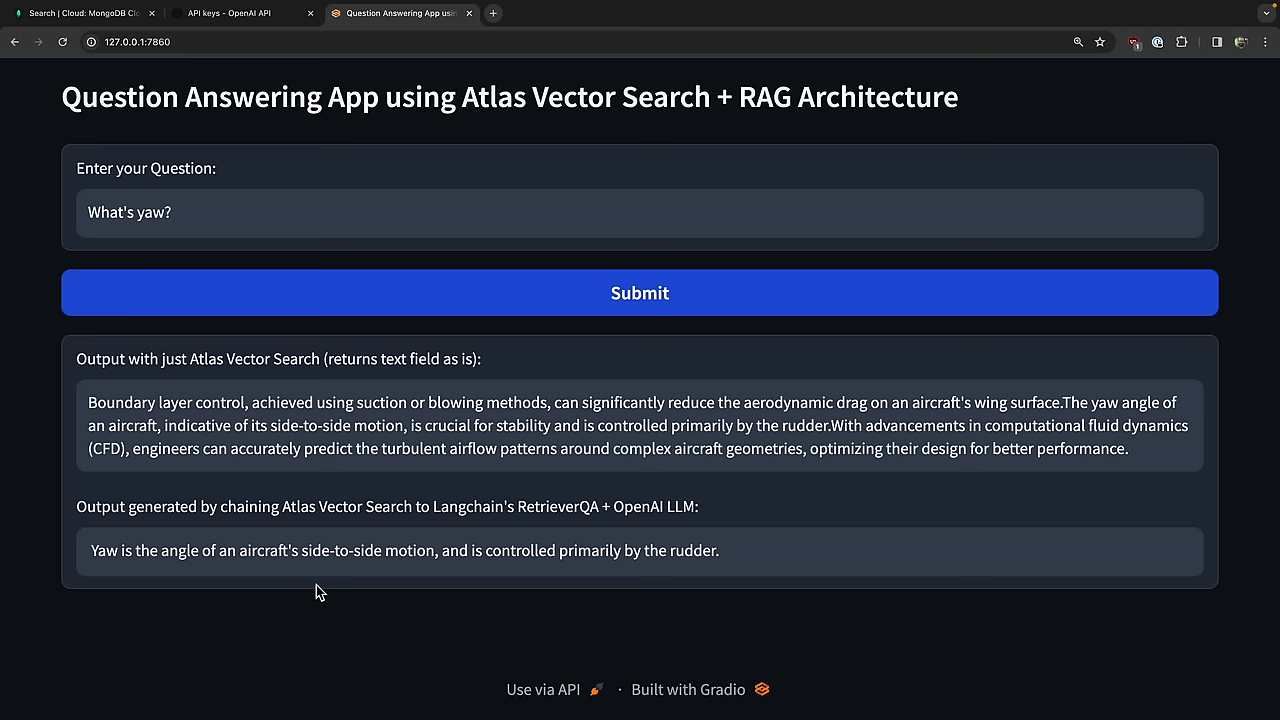 Search | Cloud: MongoDB Clo
API keys - OpenAI API
Question Answering App usin
127.0.0.1:7860
Question Answering App using Atlas Vector Search + RAG Architecture
Enter your Question:
What's yaw?
Submit
Output with just Atlas Vector Search (returns text field as is):
Boundary layer control, achieved using suction or blowing methods, can significantly reduce the aerodynamic drag on an aircraft's wing surface.The yaw angle of
an aircraft, indicative of its side-to-side motion, is crucial for stability and is controlled primarily by the rudder.With advancements in computational fluid dynamics
(CFD), engineers can accurately predict the turbulent airflow patterns around complex aircraft geometries, optimizing their design for better performance.
Output generated by chaining Atlas Vector Search to Langchain's RetrieverQA + OpenAI LLM:
Yaw is the angle of an aircraft's side-to-side motion, and is controlled primarily by the rudder.
Use via API · Built with Gradio